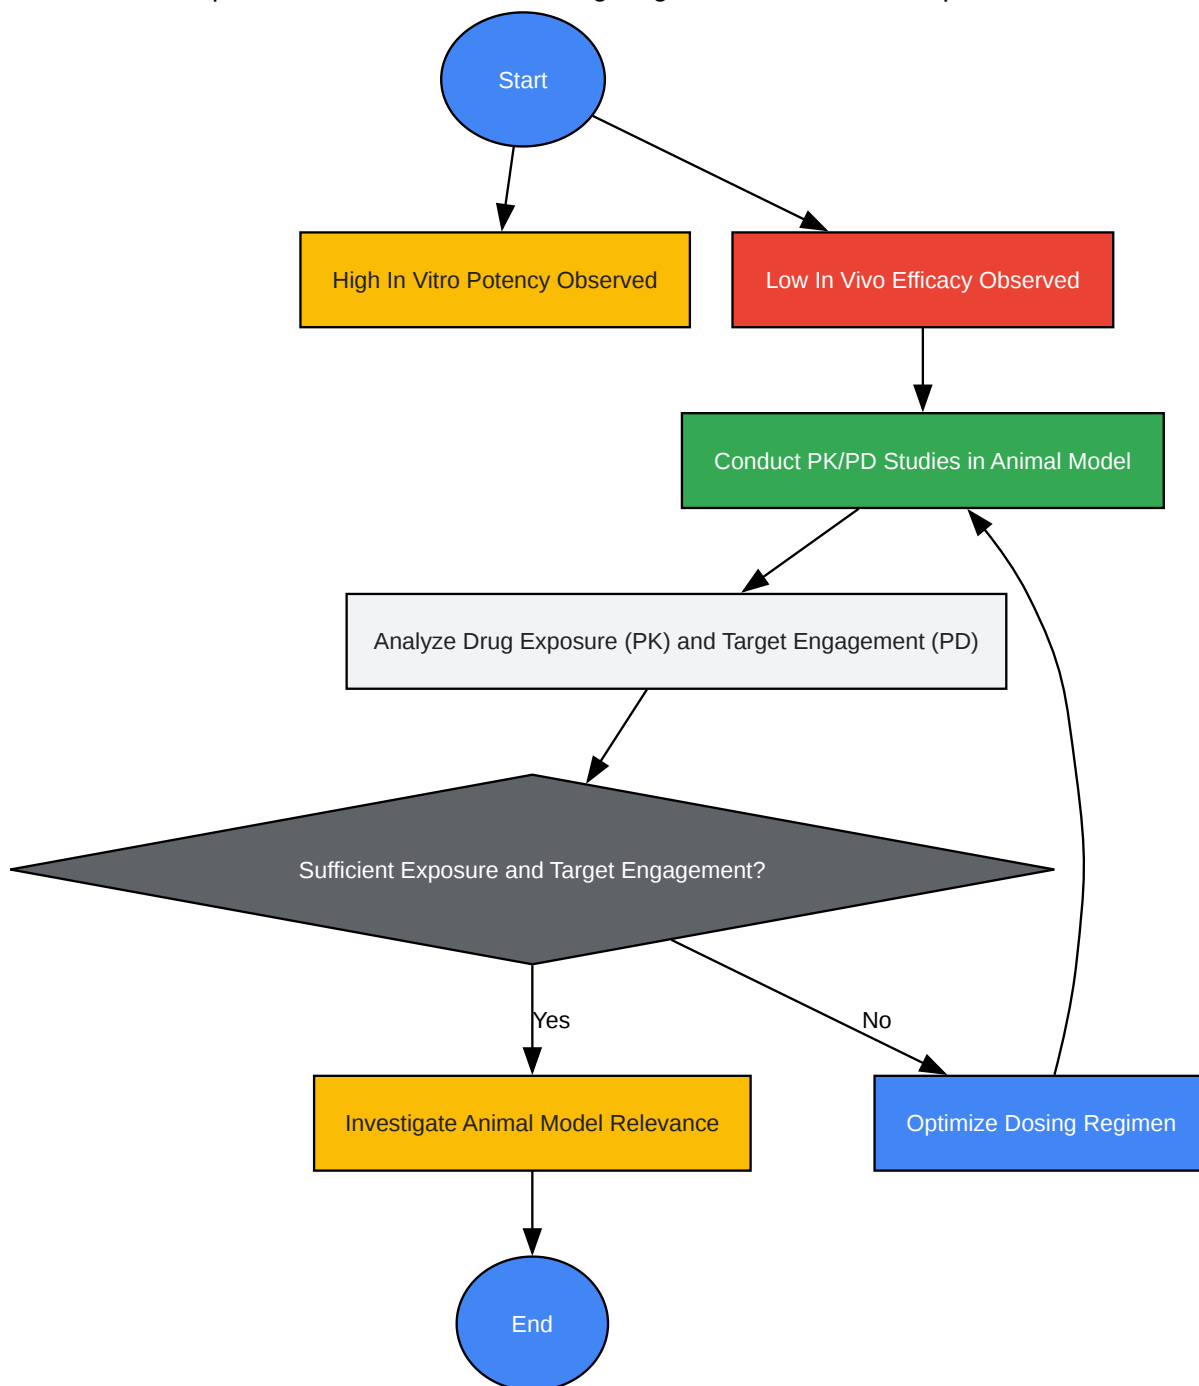 Start
High In Vitro Potency Observed
Low In Vivo Efficacy Observed
Conduct PK/PD Studies in Animal Model
Analyze Drug Exposure (PK) and Target Engagement (PD)
Sufficient Exposure and Target Engagement?
Yes
No
Investigate Animal Model Relevance
Optimize Dosing Regimen
End